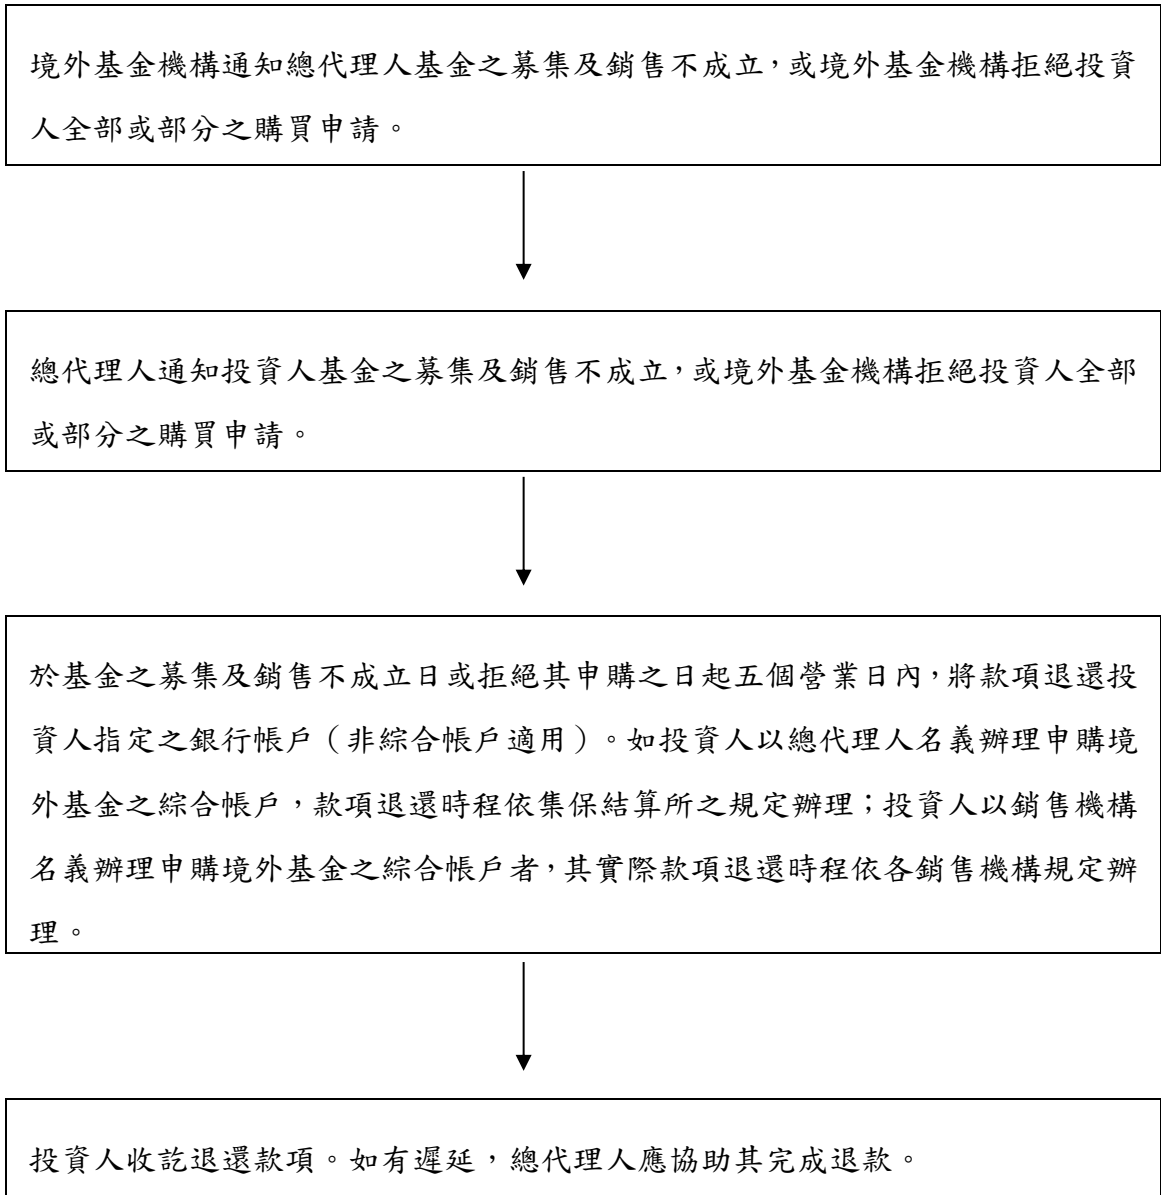 境外基金機構通知總代理人基金之募集及銷售不成立，或境外基金機構拒絕投資
人全部或部分之購買申請。
總代理人通知投資人基金之募集及銷售不成立，或境外基金機構拒絕投資人全部
或部分之購買申請。
於基金之募集及銷售不成立日或拒絕其申購之日起五個營業日內，將款項退還投
資人指定之銀行帳戶（非綜合帳戶適用）。如投資人以總代理人名義辦理申購境
外基金之綜合帳戶，款項退還時程依集保結算所之規定辦理；投資人以銷售機構
名義辦理申購境外基金之綜合帳戶者，其實際款項退還時程依各銷售機構規定辦
理。
投資人收訖退還款項。如有遲延，總代理人應協助其完成退款。